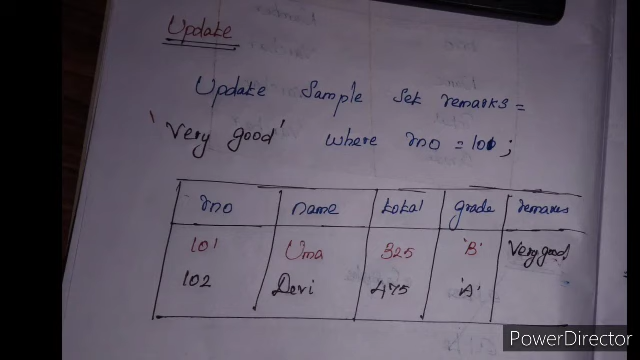 Update
Update Sample Set remarks =
'Very good' where rno = 101;
rno name total grade remarks
101 Uma 325 'B' Very good
102 Devi 475 'A'
PowerDirector